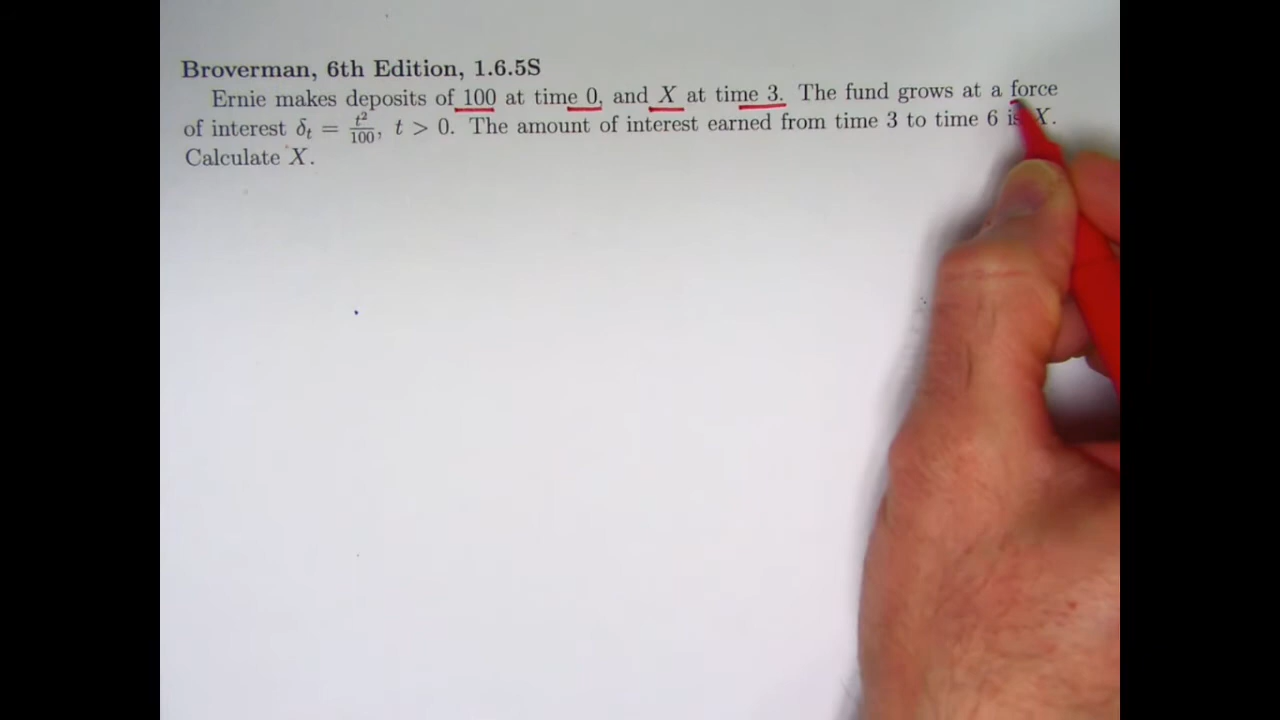 Broverman, 6th Edition, 1.6.5S
Ernie makes deposits of 100 at time 0, and X at time 3. The fund grows at a force
of interest δ_t = t²/100, t > 0. The amount of interest earned from time 3 to time 6 is X.
Calculate X.